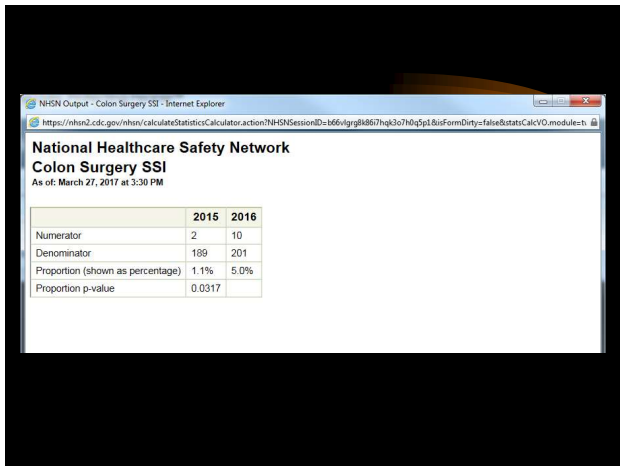 NHSN Output - Colon Surgery SSI - Internet Explorer
https://nhsn2.cdc.gov/nhsn/calculateStatisticsCalculator.action?NHSNSessionID=b66vlgrg8k86i7hqk3o7h0q5p1&isFormDirty=false&statsCalcVO.module=tv
National Healthcare Safety Network
Colon Surgery SSI
As of: March 27, 2017 at 3:30 PM
2015 2016
Numerator 2 10
Denominator 189 201
Proportion (shown as percentage) 1.1% 5.0%
Proportion p-value 0.0317